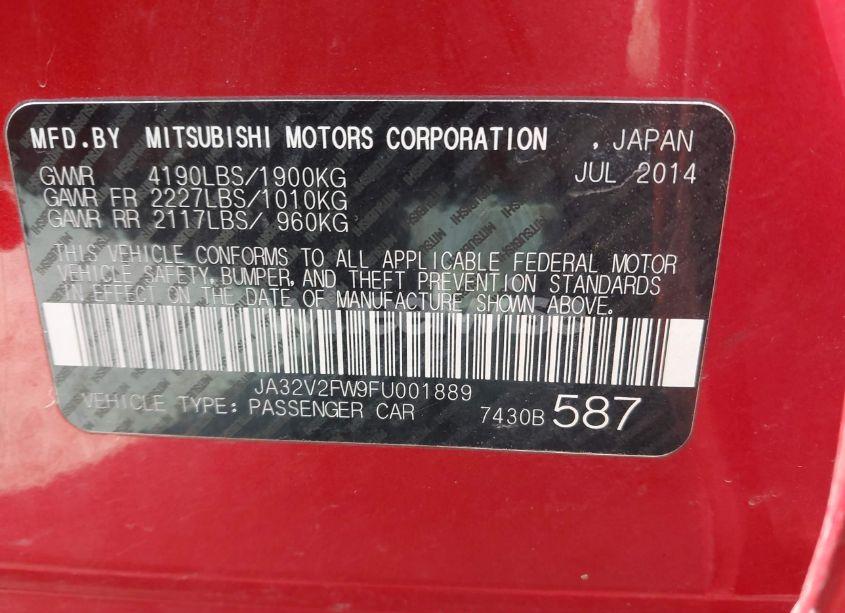 MFD.BY MITSUBISHI MOTORS CORPORATION , JAPAN
GVWR 4190LBS/1900KG JUL 2014
GAWR FR 2227LBS/1010KG
GAWR RR 2117LBS/ 960KG
THIS VEHICLE CONFORMS TO ALL APPLICABLE FEDERAL MOTOR
VEHICLE SAFETY, BUMPER, AND THEFT PREVENTION STANDARDS
IN EFFECT ON THE DATE OF MANUFACTURE SHOWN ABOVE.
JA32V2FW9FU001889
VEHICLE TYPE: PASSENGER CAR 7430B 587